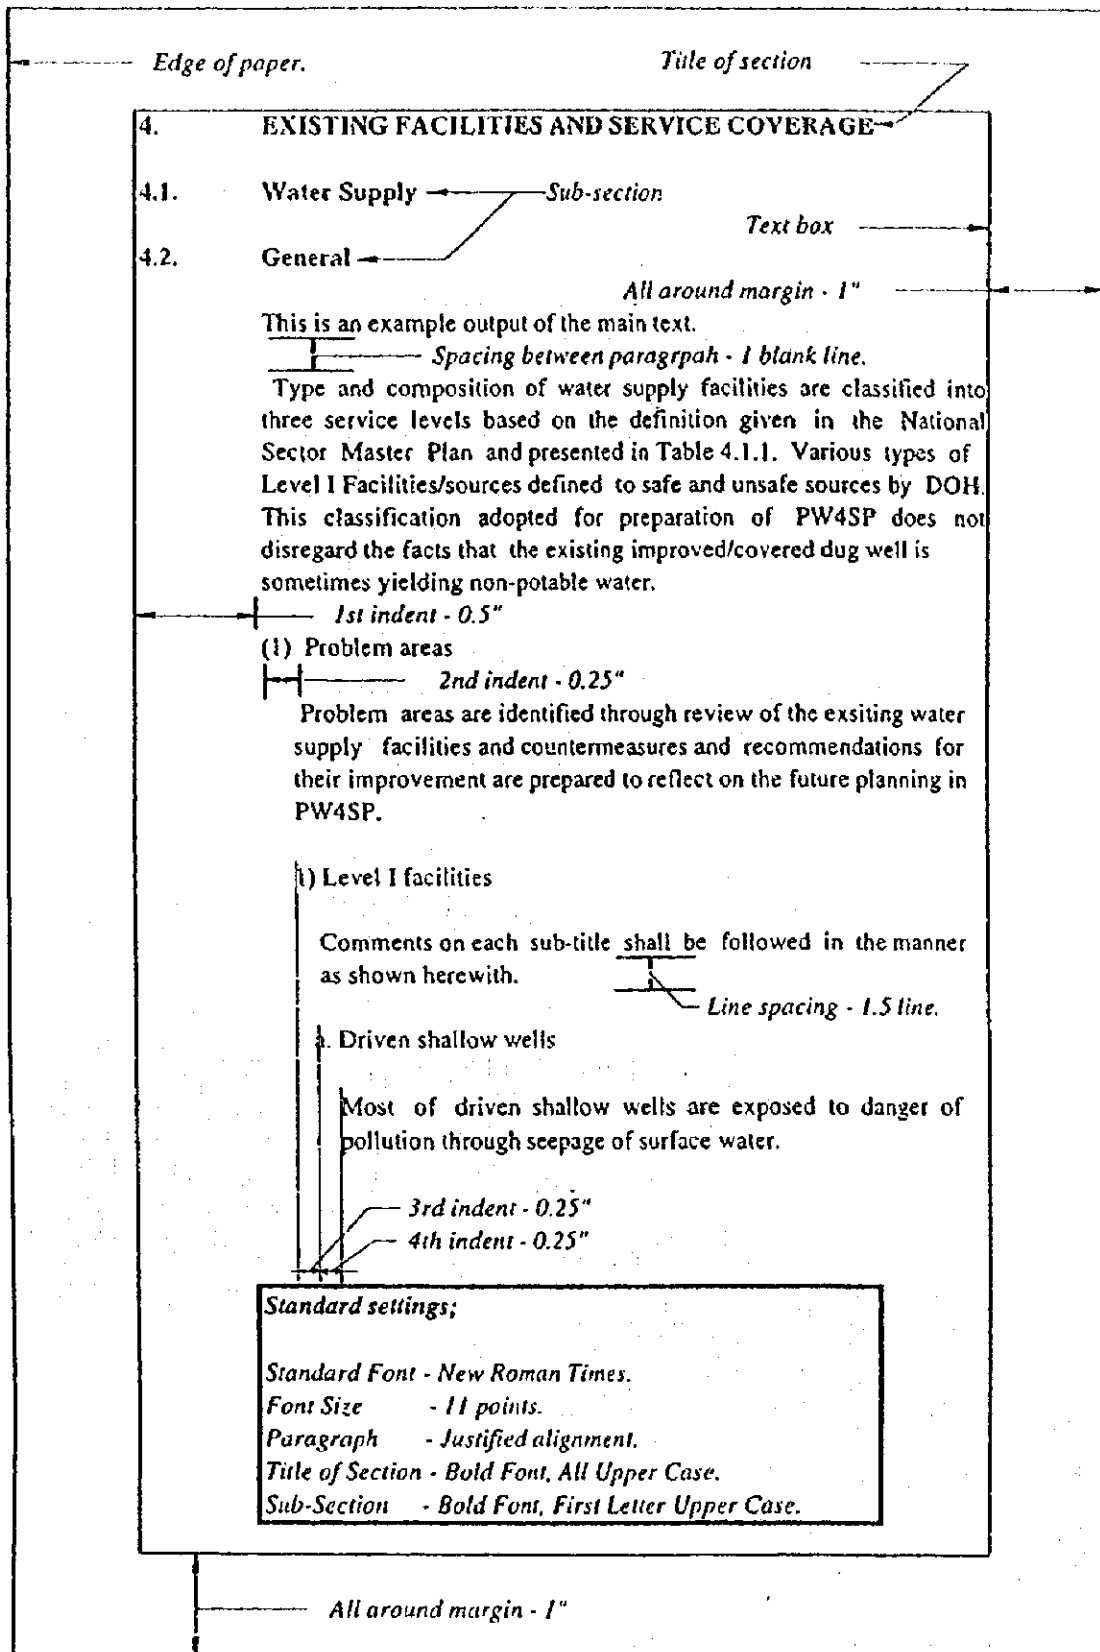 Edge of paper. Title of section
4. EXISTING FACILITIES AND SERVICE COVERAGE
4.1. Water Supply Sub-section
Text box
4.2. General
All around margin - 1"
This is an example output of the main text.
Spacing between paragrpah - 1 blank line.
Type and composition of water supply facilities are classified into
three service levels based on the definition given in the National
Sector Master Plan and presented in Table 4.1.1. Various types of
Level I Facilities/sources defined to safe and unsafe sources by DOH.
This classification adopted for preparation of PW4SP does not
disregard the facts that the existing improved/covered dug well is
sometimes yielding non-potable water.
1st indent - 0.5"
(1) Problem areas
2nd indent - 0.25"
Problem areas are identified through review of the exsiting water
supply facilities and countermeasures and recommendations for
their improvement are prepared to reflect on the future planning in
PW4SP.
1) Level I facilities
Comments on each sub-title shall be followed in the manner
as shown herewith.
Line spacing - 1.5 line.
a. Driven shallow wells
Most of driven shallow wells are exposed to danger of
pollution through seepage of surface water.
3rd indent - 0.25"
4th indent - 0.25"
Standard settings;
Standard Font - New Roman Times.
Font Size - 11 points.
Paragraph - Justified alignment.
Title of Section - Bold Font, All Upper Case.
Sub-Section - Bold Font, First Letter Upper Case.
All around margin - 1"